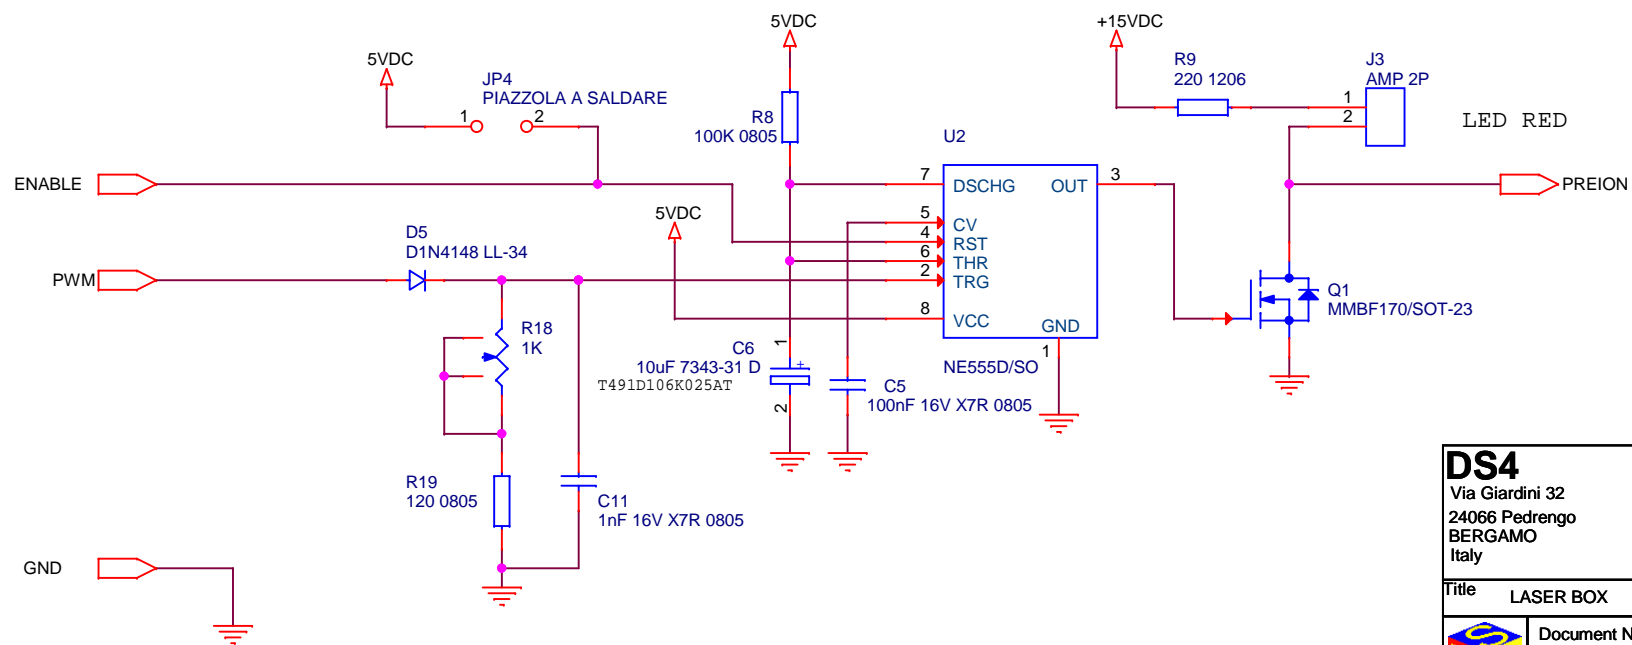 5VDC
+15VDC
5VDC
R9
220 1206
J3
AMP 2P
JP4
PIAZZOLA A SALDARE
1
2
1
2
R8
100K 0805
LED RED
U2
ENABLE
7
DSCHG
OUT
3
PREION
5VDC
5
CV
4
RST
6
THR
2
TRG
D5
D1N4148 LL-34
PWM
8
VCC
GND
1
NE555D/SO
Q1
MMBF170/SOT-23
R18
1K
C6
10uF 7343-31 D
T491D106K025AT
1
+
2
C5
100nF 16V X7R 0805
R19
120 0805
C11
1nF 16V X7R 0805
GND
DS4
Via Giardini 32
24066 Pedrengo
BERGAMO
Italy
Title
LASER BOX
Document N